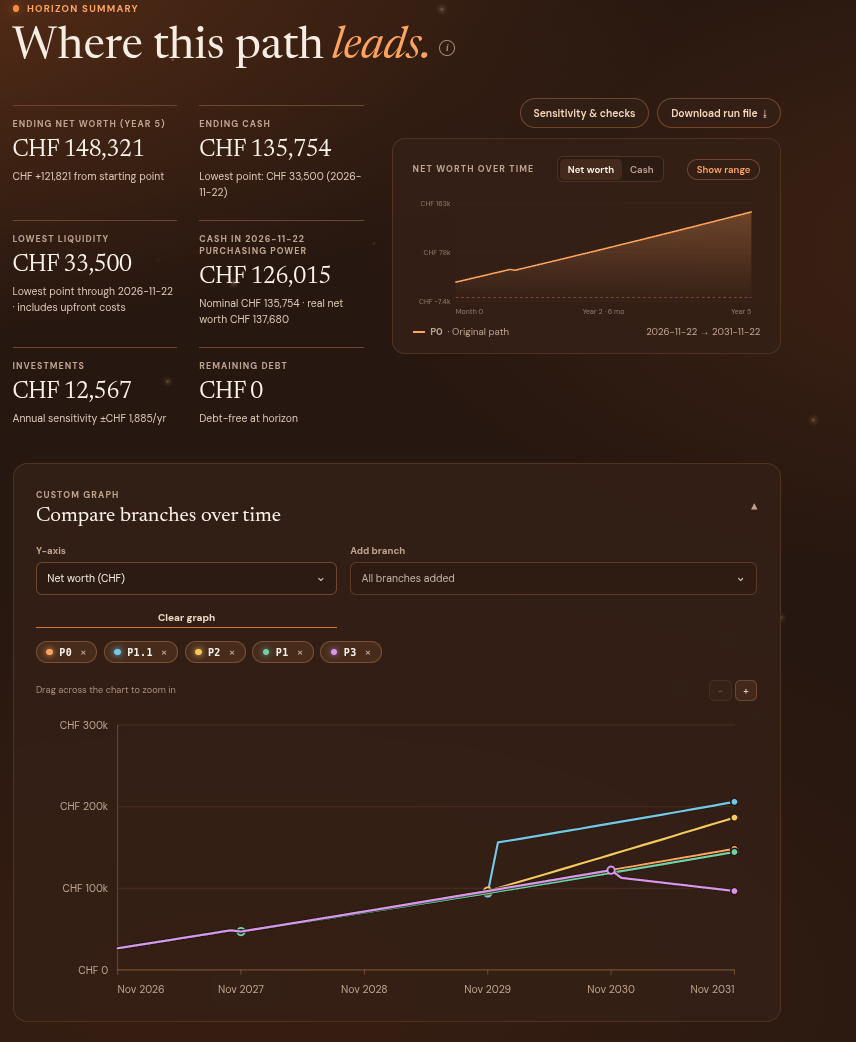 HORIZON SUMMARY
Where this path leads. i
Sensitivity & checks
Download run file ↓
ENDING NET WORTH (YEAR 5)
CHF 148,321
CHF +121,821 from starting point
ENDING CASH
CHF 135,754
Lowest point: CHF 33,500 (2026-
11-22)
LOWEST LIQUIDITY
CHF 33,500
Lowest point through 2026-11-22
· includes upfront costs
CASH IN 2026-11-22
PURCHASING POWER
CHF 126,015
Nominal CHF 135,754 · real net
worth CHF 137,680
INVESTMENTS
CHF 12,567
Annual sensitivity ±CHF 1,885/yr
REMAINING DEBT
CHF 0
Debt-free at horizon
NET WORTH OVER TIME
Net worth
Cash
Show range
CHF 163k
CHF 78k
CHF -7.4k
Month 0
Year 2 · 6 mo
Year 5
P0 · Original path
2026-11-22 → 2031-11-22
CUSTOM GRAPH
Compare branches over time
▲
Y-axis
Net worth (CHF)
Add branch
All branches added
Clear graph
P0 ×
P1.1 ×
P2 ×
P1 ×
P3 ×
Drag across the chart to zoom in
−
+
CHF 300k
CHF 200k
CHF 100k
CHF 0
Nov 2026
Nov 2027
Nov 2028
Nov 2029
Nov 2030
Nov 2031